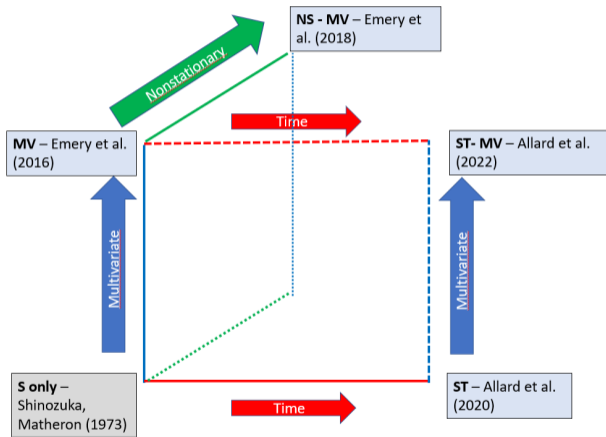 NS - MV – Emery et
al. (2018)
Nonstationary
Time
MV – Emery et al.
(2016)
ST- MV – Allard et al.
(2022)
Multivariate
Multivariate
S only –
Shinozuka,
Matheron (1973)
Time
ST – Allard et al.
(2020)